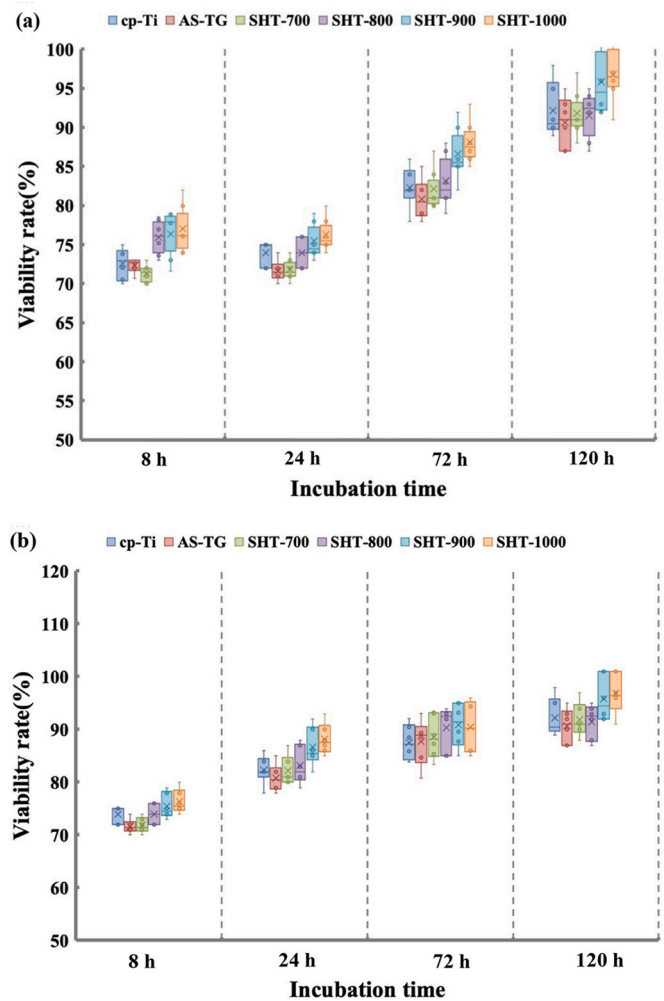 (a)
cp-Ti AS-TG SHT-700 SHT-800 SHT-900 SHT-1000
Viability rate(%)
100
95
90
85
80
75
70
65
60
55
50
8 h 24 h 72 h 120 h
Incubation time
(b)
cp-Ti AS-TG SHT-700 SHT-800 SHT-900 SHT-1000
Viability rate(%)
120
110
100
90
80
70
60
50
8 h 24 h 72 h 120 h
Incubation time